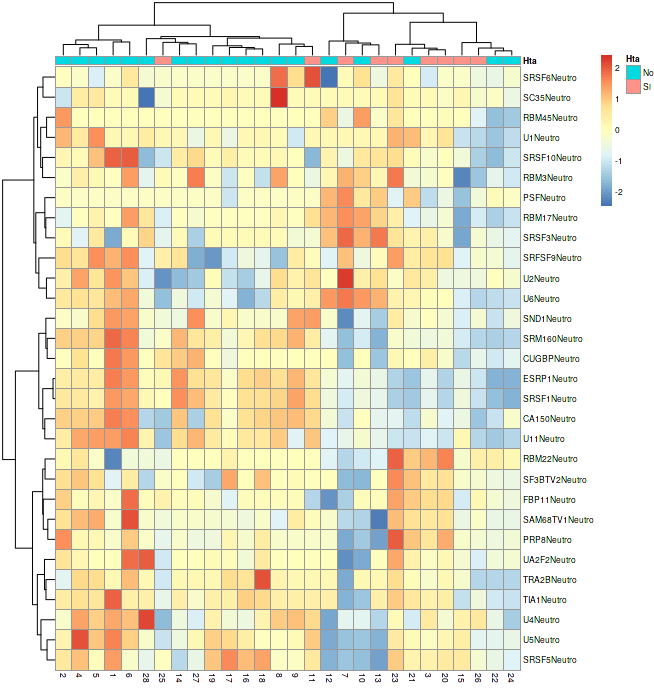 Hta
SRSF6Neutro
SC35Neutro
RBM45Neutro
U1Neutro
SRSF10Neutro
RBM3Neutro
PSFNeutro
RBM17Neutro
SRSF3Neutro
SRFSF9Neutro
U2Neutro
U6Neutro
SND1Neutro
SRM160Neutro
CUGBPNeutro
ESRP1Neutro
SRSF1Neutro
CA150Neutro
U11Neutro
RBM22Neutro
SF3BTV2Neutro
FBP11Neutro
SAM68TV1Neutro
PRP8Neutro
UA2F2Neutro
TRA2BNeutro
TIA1Neutro
U4Neutro
U5Neutro
SRSF5Neutro
2 4 5 1 6 28 25 14 27 19 17 16 18 8 9 11 12 7 10 13 23 21 3 20 15 26 22 24
2
1
0
-1
-2
Hta
No
Si